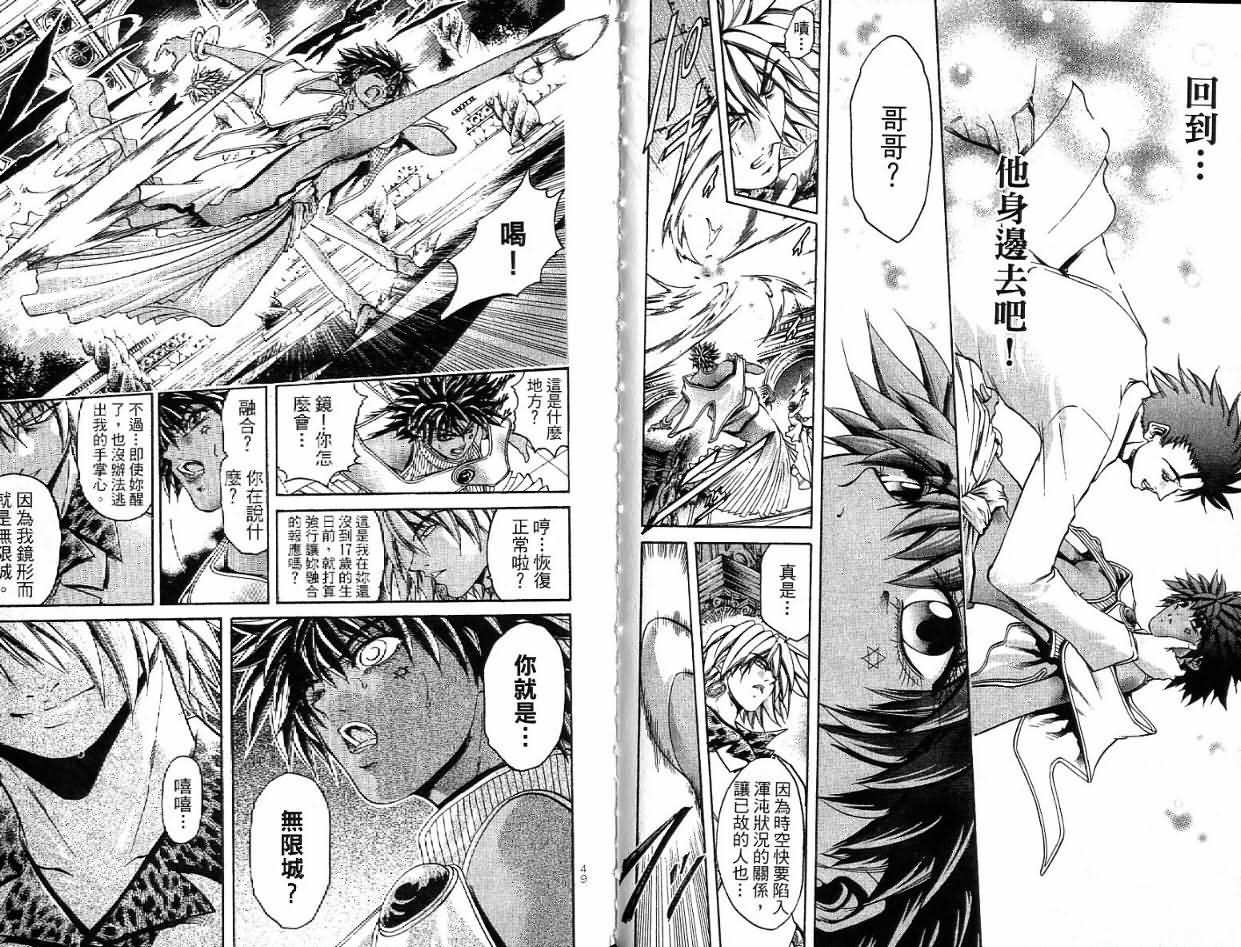 回到…
他身邊去吧！
哥哥？
嘖…
真是…
因為時空快要陷入
渾沌狀況的關係，
讓已故的人也…
喝！
這是什麼
地方？
鏡！你怎
麼會…
哼…恢復
正常啦？
這是我在妳還
沒到17歲的生
日前，就打算
強行讓妳融合
的報應嗎？
融合？
你在說什
麼？
不過…即使妳醒
了，也沒辦法逃
出我的手掌心。
因為我鏡形而
就是無限城。
你就是…
無限城？
嘻嘻…
49